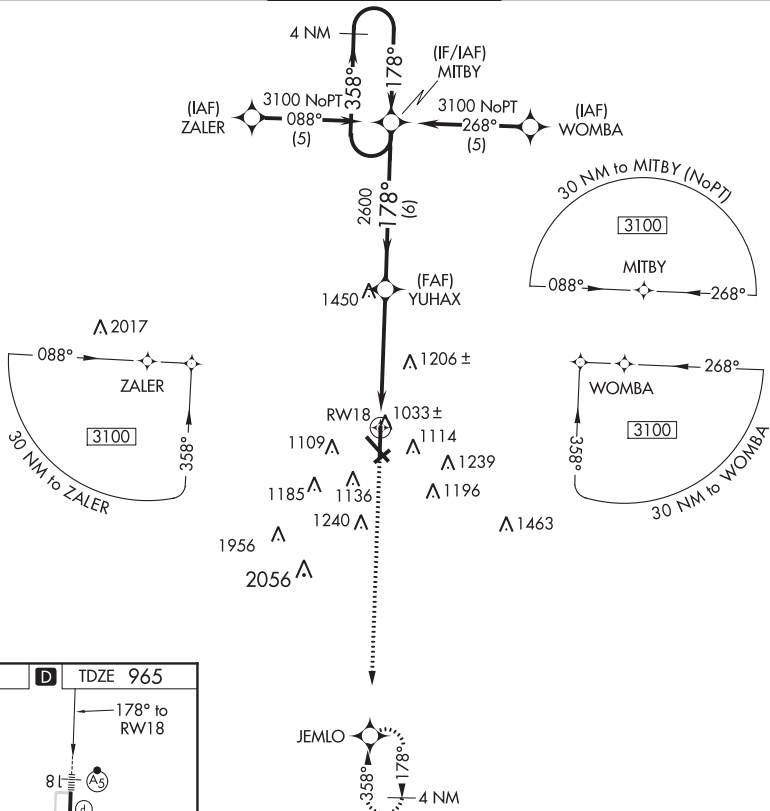 4 NM
358°
178°
(IF/IAF)
MITBY
(IAF)
ZALER
3100 NoPT
088°
(5)
3100 NoPT
268°
(5)
(IAF)
WOMBA
2600
178°
(6)
30 NM to MITBY (NoPT)
3100
MITBY
088°
268°
1450
(FAF)
YUHAX
2017
088°
ZALER
3100
358°
30 NM to ZALER
1206 ±
WOMBA
268°
3100
358°
30 NM to WOMBA
RW18
1033 ±
1109
1114
1239
1185
1136
1196
1240
1463
1956
2056
D
TDZE 965
178° to
RW18
18
A5
d
JEMLO
358°
178°
4 NM